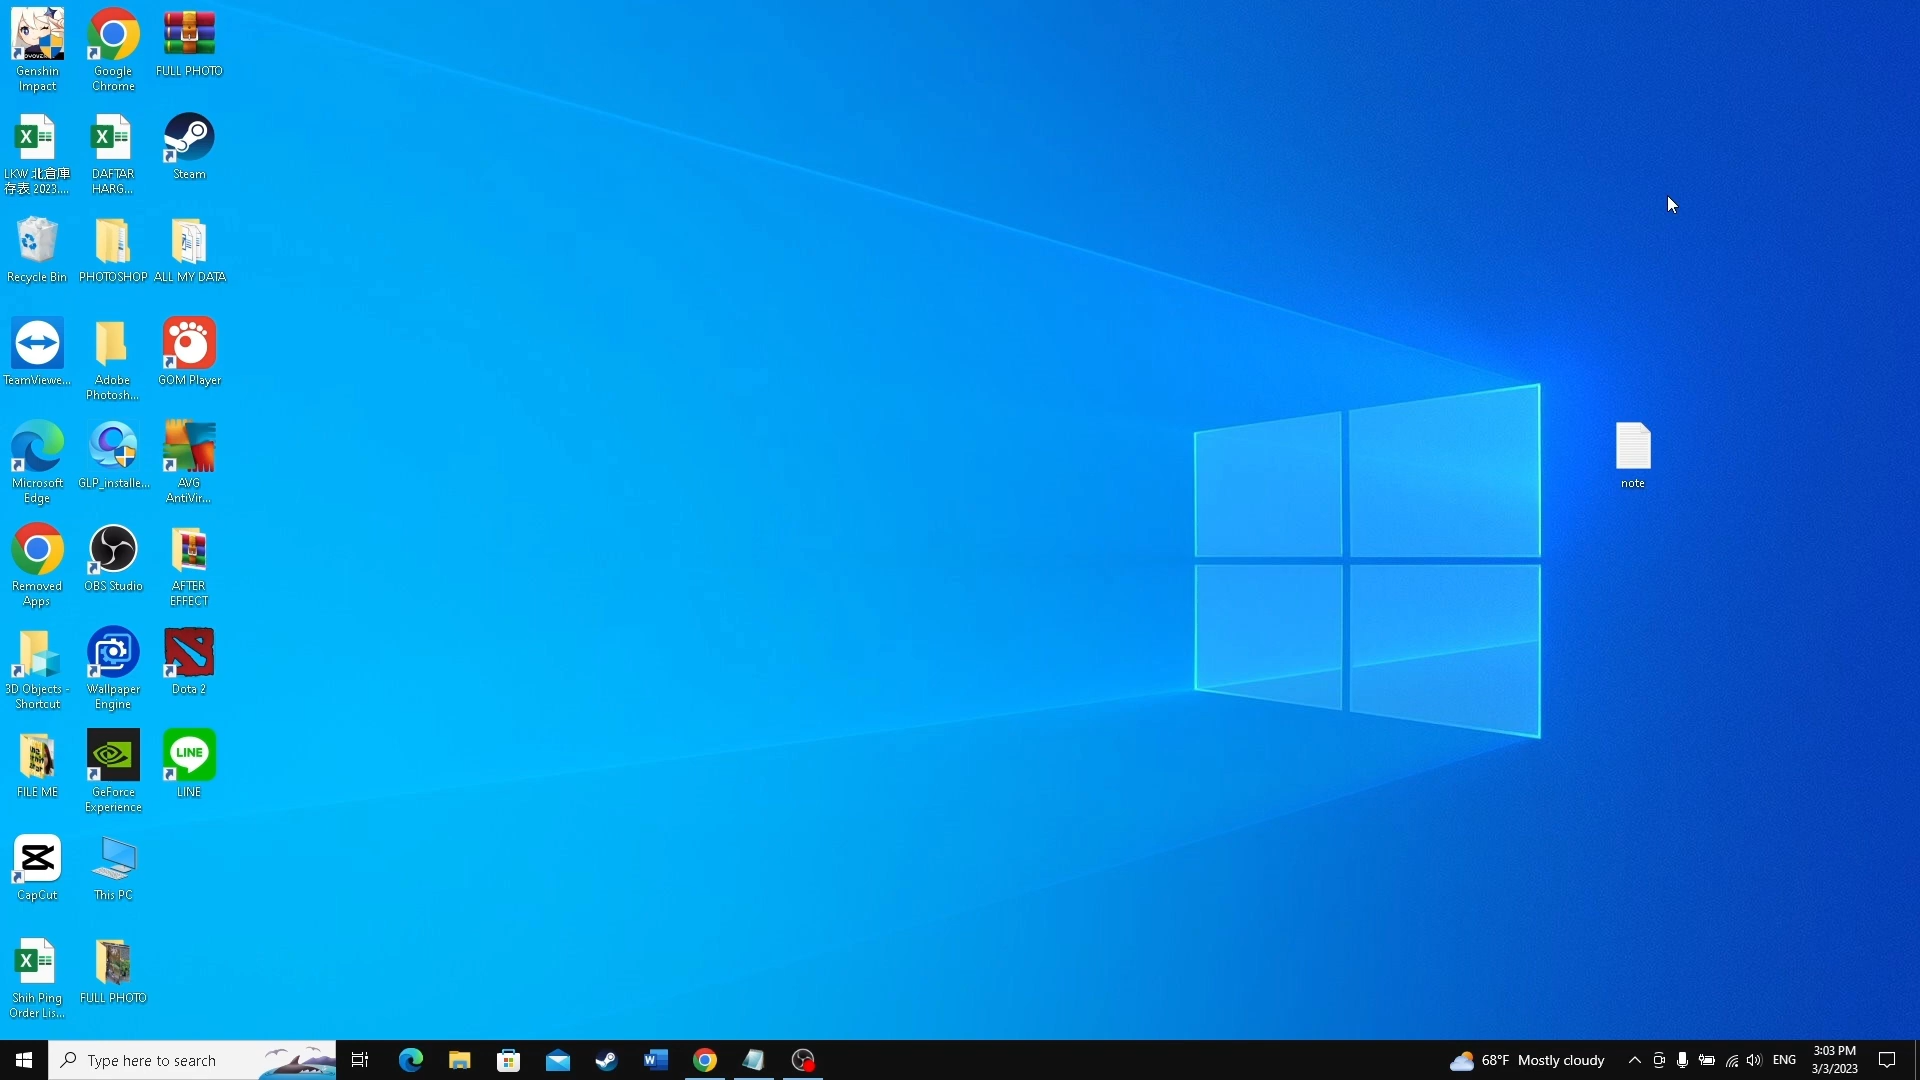 Genshin
Impact
Google
Chrome
FULL PHOTO
LKW 北倉庫
存表 2023....
DAFTAR
HARG...
Steam
Recycle Bin
PHOTOSHOP
ALL MY DATA
TeamViewe...
Adobe
Photosh...
GOM Player
Microsoft
Edge
GLP_installe...
AVG
AntiVir...
note
Removed
Apps
OBS Studio
AFTER
EFFECT
3D Objects -
Shortcut
Wallpaper
Engine
Dota 2
FILE ME
GeForce
Experience
LINE
LINE
CapCut
This PC
Shih Ping
Order Lis...
FULL PHOTO
Type here to search
68°F Mostly cloudy
ENG
3:03 PM
3/3/2023